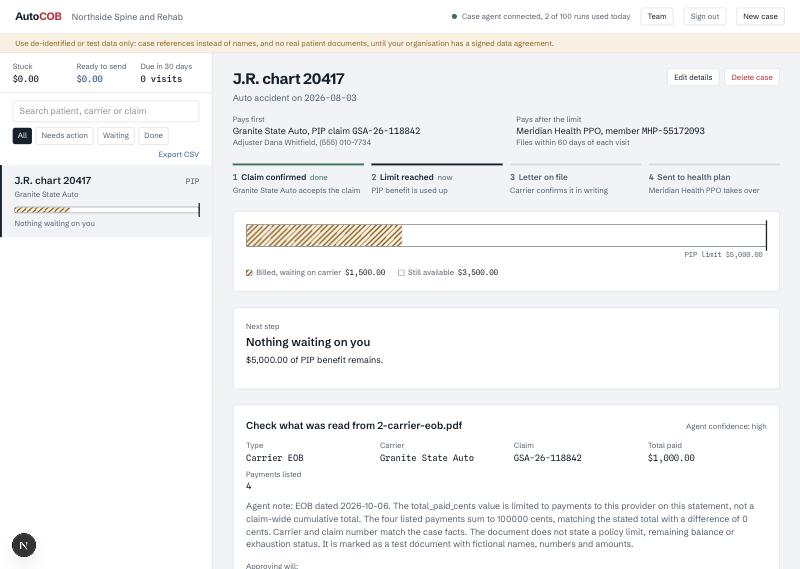 AutoCOB Northside Spine and Rehab
Case agent connected, 2 of 100 runs used today
Team
Sign out
New case
Use de-identified or test data only: case references instead of names, and no real patient documents, until your organisation has a signed data agreement.
Stuck
$0.00
Ready to send
$0.00
Due in 30 days
0 visits
Search patient, carrier or claim
All
Needs action
Waiting
Done
Export CSV
J.R. chart 20417 PIP
Granite State Auto
Nothing waiting on you
J.R. chart 20417
Auto accident on 2026-08-03
Edit details
Delete case
Pays first
Granite State Auto, PIP claim GSA-26-118842
Adjuster Dana Whitfield, (555) 010-7734
Pays after the limit
Meridian Health PPO, member MHP-55172093
Files within 60 days of each visit
1 Claim confirmed done
Granite State Auto accepts the claim
2 Limit reached now
PIP benefit is used up
3 Letter on file
Carrier confirms it in writing
4 Sent to health plan
Meridian Health PPO takes over
PIP limit $5,000.00
Billed, waiting on carrier $1,500.00
Still available $3,500.00
Next step
Nothing waiting on you
$5,000.00 of PIP benefit remains.
Check what was read from 2-carrier-eob.pdf
Agent confidence: high
Type
Carrier EOB
Carrier
Granite State Auto
Claim
GSA-26-118842
Total paid
$1,000.00
Payments listed
4
Agent note: EOB dated 2026-10-06. The total_paid_cents value is limited to payments to this provider on this statement, not a
claim-wide cumulative total. The four listed payments sum to 100000 cents, matching the stated total with a difference of 0
cents. Carrier and claim number match the case facts. The document does not state a policy limit, remaining balance or
exhaustion status. It is marked as a test document with fictional names, numbers and amounts.
Approving will:
N